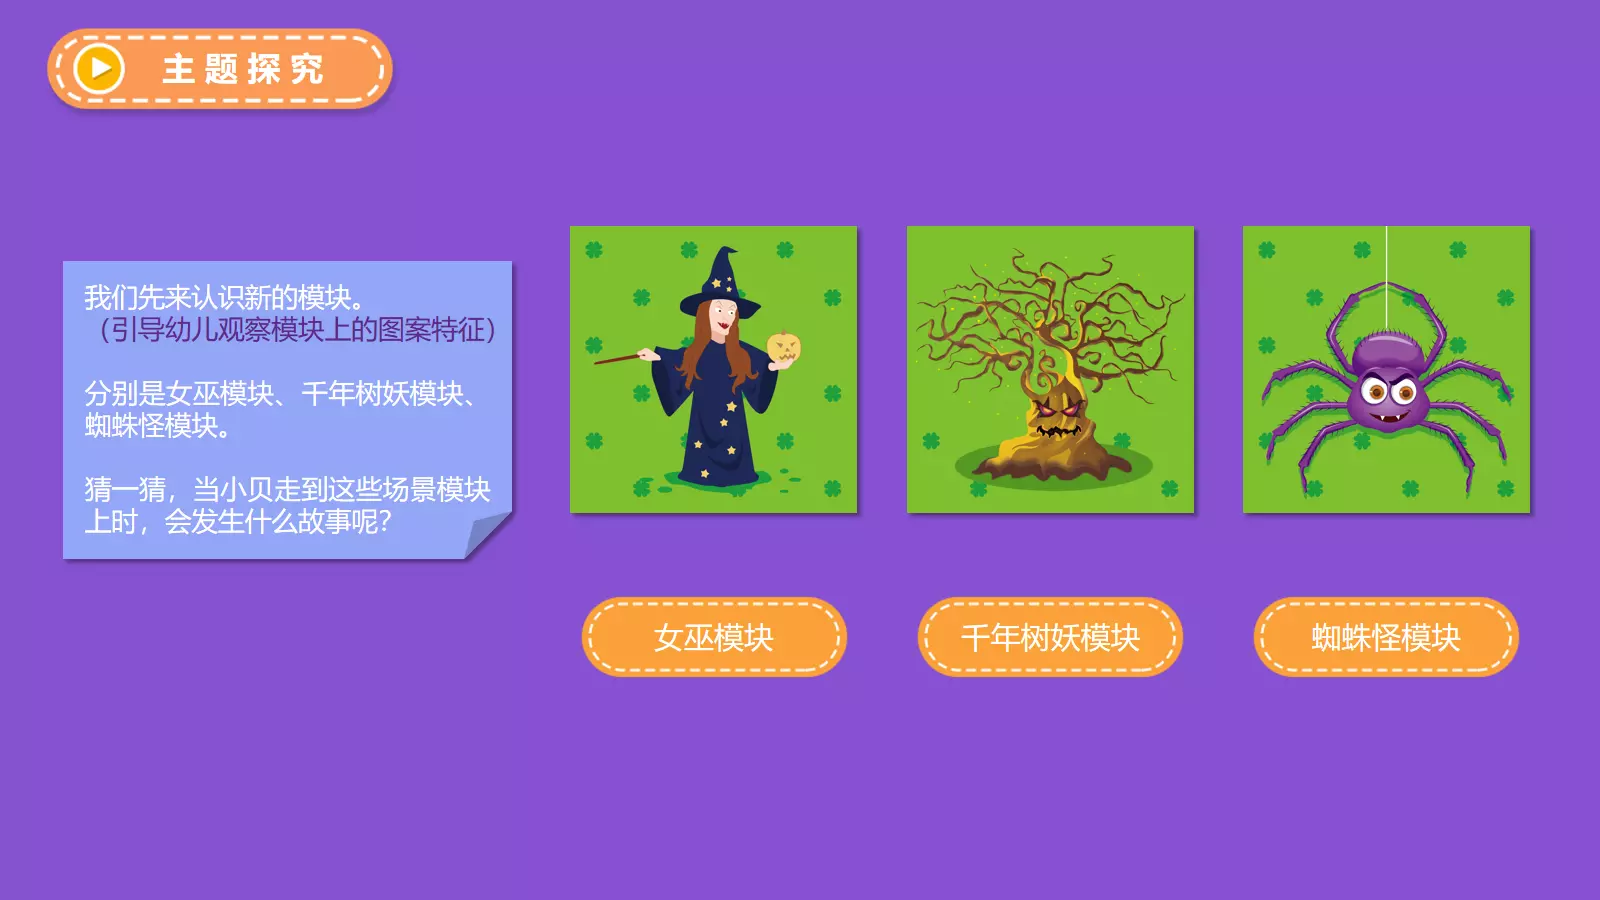 主题探究
我们先来认识新的模块。
（引导幼儿观察模块上的图案特征）
分别是女巫模块、千年树妖模块、
蜘蛛怪模块。
猜一猜，当小贝走到这些场景模块
上时，会发生什么故事呢？
女巫模块
千年树妖模块
蜘蛛怪模块